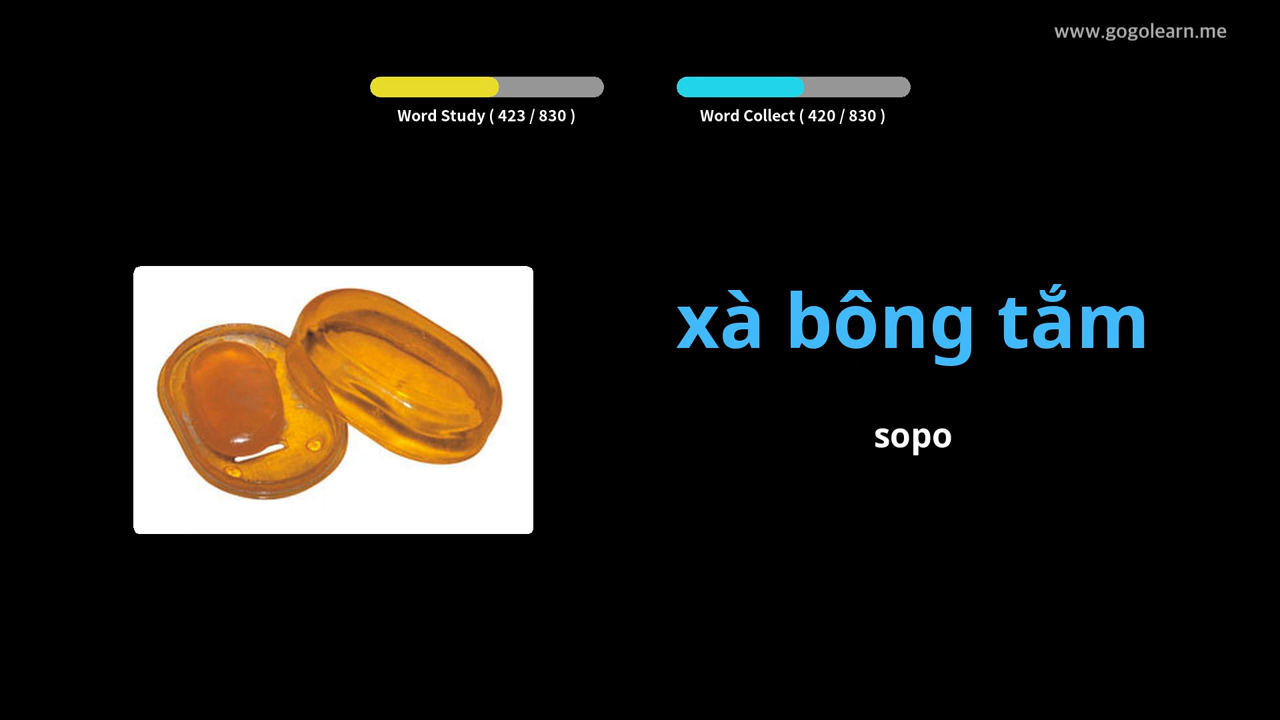 www.gogolearn.me
Word Study ( 423 / 830 )
Word Collect ( 420 / 830 )
xà bông tắm
sopo